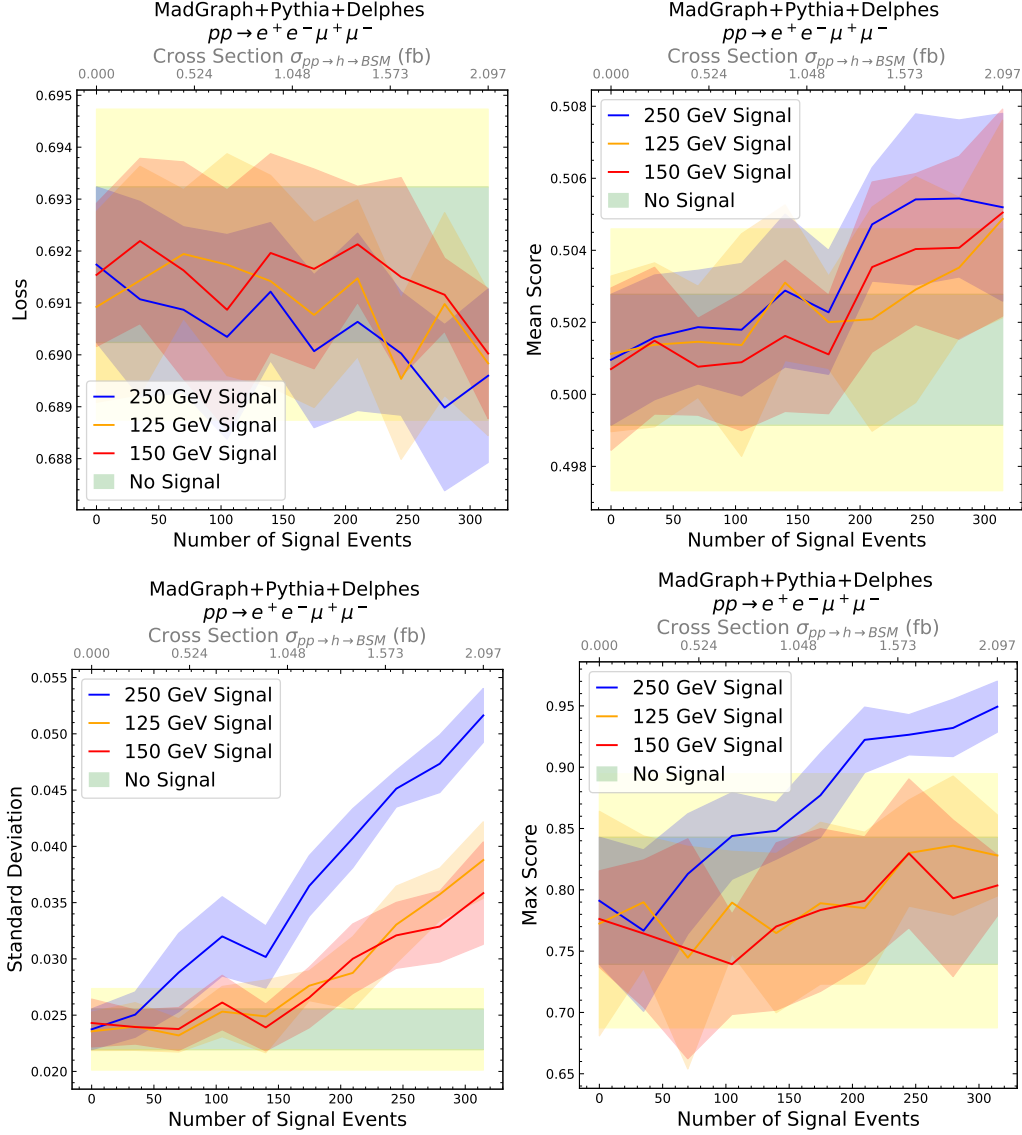 MadGraph+Pythia+Delphes
pp → e⁺e⁻μ⁺μ⁻
Cross Section σpp→h→BSM (fb)
0.000 0.524 1.048 1.573 2.097
0.695
0.694
0.693
0.692
0.691
0.690
0.689
0.688
Loss
250 GeV Signal
125 GeV Signal
150 GeV Signal
No Signal
0 50 100 150 200 250 300
Number of Signal Events
MadGraph+Pythia+Delphes
pp → e⁺e⁻μ⁺μ⁻
Cross Section σpp→h→BSM (fb)
0.000 0.524 1.048 1.573 2.097
0.508
0.506
0.504
0.502
0.500
0.498
Mean Score
250 GeV Signal
125 GeV Signal
150 GeV Signal
No Signal
0 50 100 150 200 250 300
Number of Signal Events
MadGraph+Pythia+Delphes
pp → e⁺e⁻μ⁺μ⁻
Cross Section σpp→h→BSM (fb)
0.000 0.524 1.048 1.573 2.097
0.055
0.050
0.045
0.040
0.035
0.030
0.025
0.020
Standard Deviation
250 GeV Signal
125 GeV Signal
150 GeV Signal
No Signal
0 50 100 150 200 250 300
Number of Signal Events
MadGraph+Pythia+Delphes
pp → e⁺e⁻μ⁺μ⁻
Cross Section σpp→h→BSM (fb)
0.000 0.524 1.048 1.573 2.097
0.95
0.90
0.85
0.80
0.75
0.70
0.65
Max Score
250 GeV Signal
125 GeV Signal
150 GeV Signal
No Signal
0 50 100 150 200 250 300
Number of Signal Events